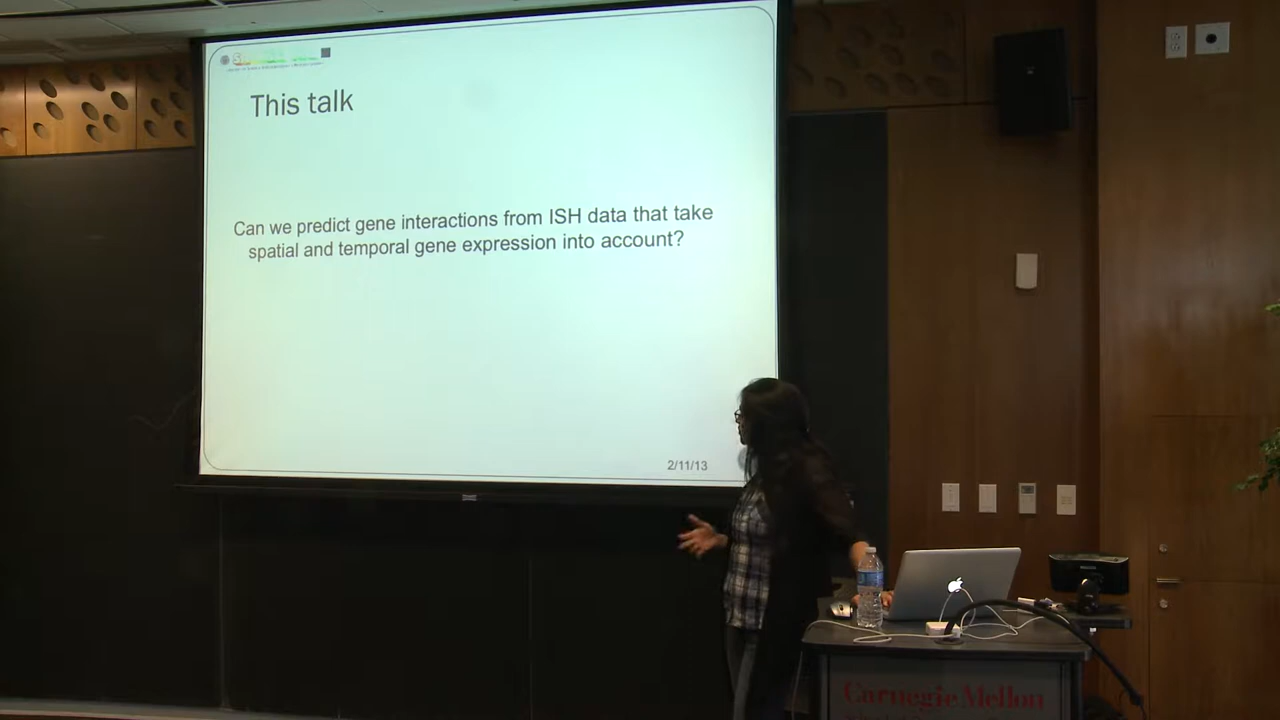 This talk
Can we predict gene interactions from ISH data that take
spatial and temporal gene expression into account?
2/11/13
Carnegie Mellon